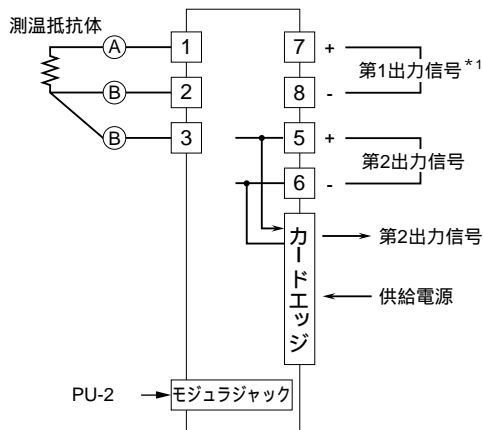 測温抵抗体
A 1 7 + 第1出力信号*1
B 2 8 -
B 3 5 + 第2出力信号
6 -
カードエッジ
第2出力信号
供給電源
PU-2 モジュラジャック